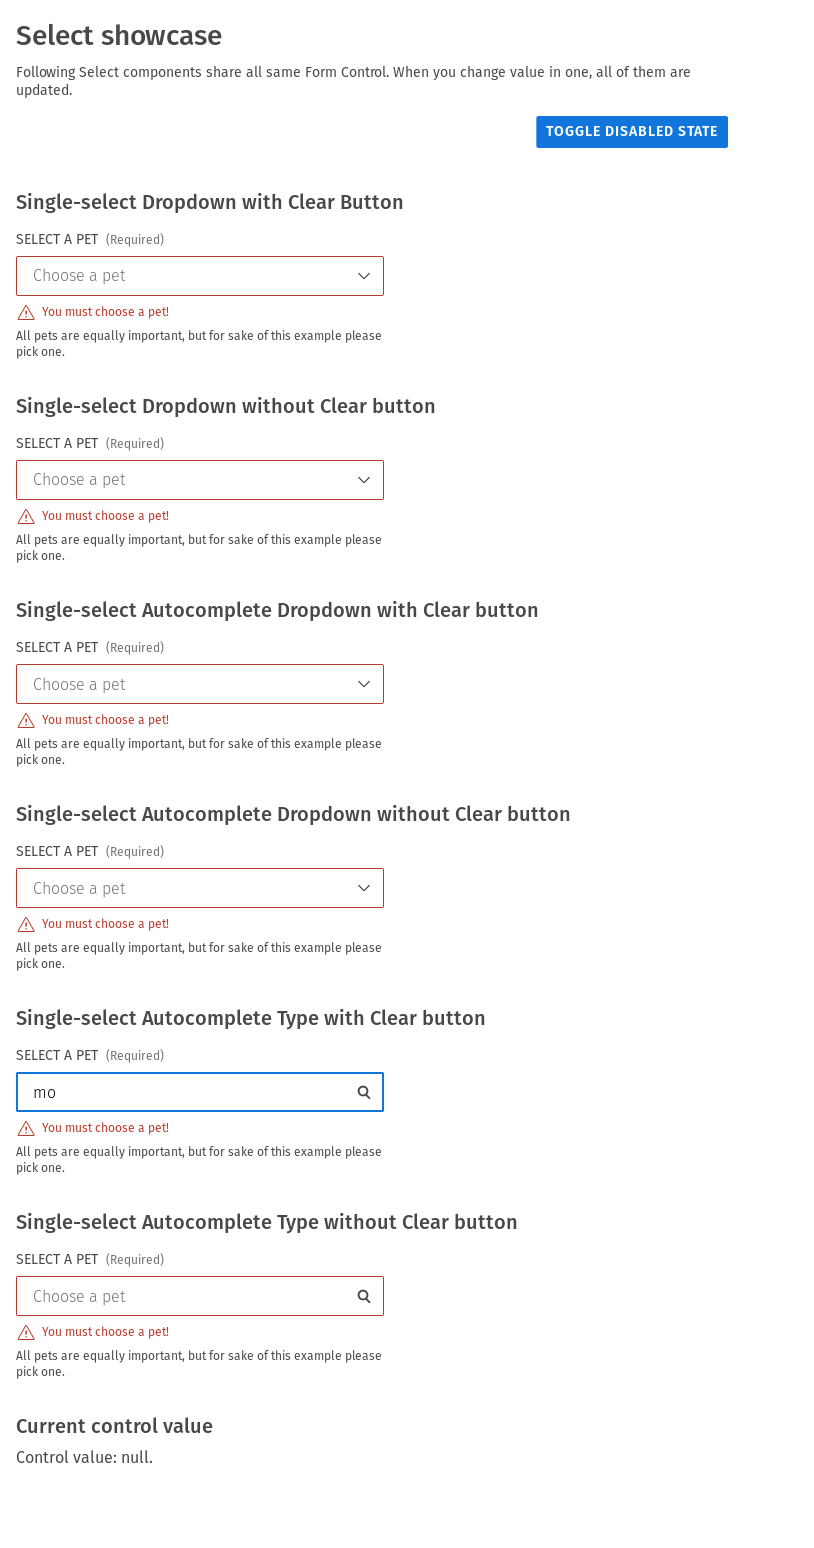 Select showcase
Following Select components share all same Form Control. When you change value in one, all of them are
updated.
TOGGLE DISABLED STATE
Single-select Dropdown with Clear Button
SELECT A PET (Required)
Choose a pet
You must choose a pet!
All pets are equally important, but for sake of this example please
pick one.
Single-select Dropdown without Clear button
SELECT A PET (Required)
Choose a pet
You must choose a pet!
All pets are equally important, but for sake of this example please
pick one.
Single-select Autocomplete Dropdown with Clear button
SELECT A PET (Required)
Choose a pet
You must choose a pet!
All pets are equally important, but for sake of this example please
pick one.
Single-select Autocomplete Dropdown without Clear button
SELECT A PET (Required)
Choose a pet
You must choose a pet!
All pets are equally important, but for sake of this example please
pick one.
Single-select Autocomplete Type with Clear button
SELECT A PET (Required)
mo
You must choose a pet!
All pets are equally important, but for sake of this example please
pick one.
Single-select Autocomplete Type without Clear button
SELECT A PET (Required)
Choose a pet
You must choose a pet!
All pets are equally important, but for sake of this example please
pick one.
Current control value
Control value: null.